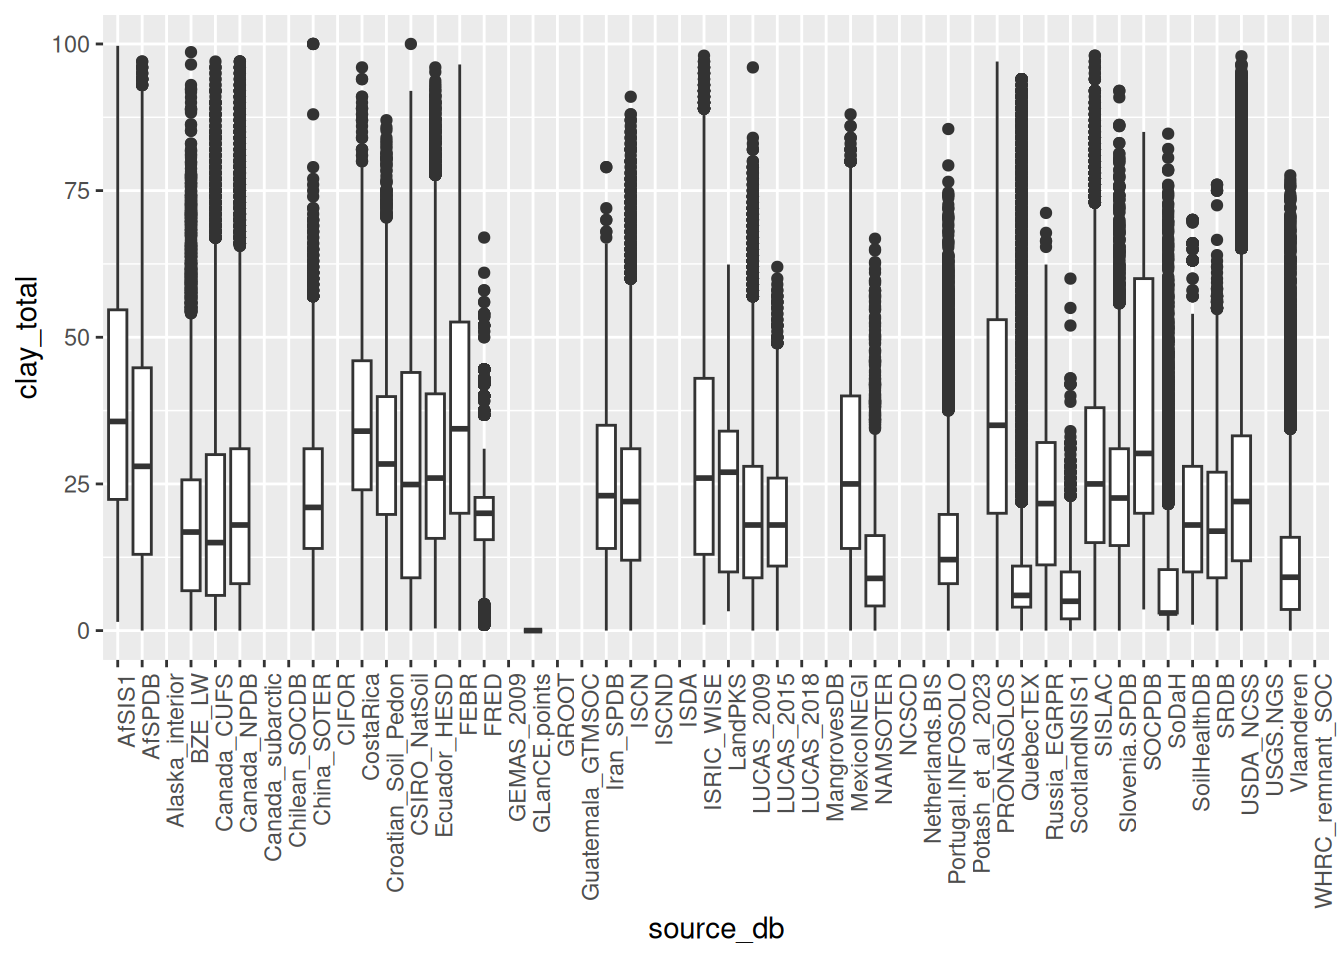 100
75
50
25
0
clay_total
AfSIS1
AfSPDB
Alaska_interior
BZE_LW
Canada_CUFS
Canada_NPDB
Canada_subarctic
Chilean_SOCDB
China_SOTER
CIFOR
CostaRica
Croatian_Soil_Pedon
CSIRO_NatSoil
Ecuador_HESD
FEBR
FRED
GEMAS_2009
GLanCE.points
GROOT
Guatemala_GTMSOC
Iran_SPDB
ISCN
ISCND
ISDA
ISRIC_WISE
LandPKS
LUCAS_2009
LUCAS_2015
LUCAS_2018
MangrovesDB
MexicoINEGI
NAMSOTER
NCSCD
Netherlands.BIS
Portugal.INFOSOLO
Potash_et_al_2023
PRONASOLOS
QuebecTEX
Russia_EGRPR
ScotlandNSIS1
SISLAC
Slovenia.SPDB
SOCPDB
SoDaH
SoilHealthDB
SRDB
USDA_NCSS
USGS.NGS
Vlaanderen
WHRC_remnant_SOC
source_db